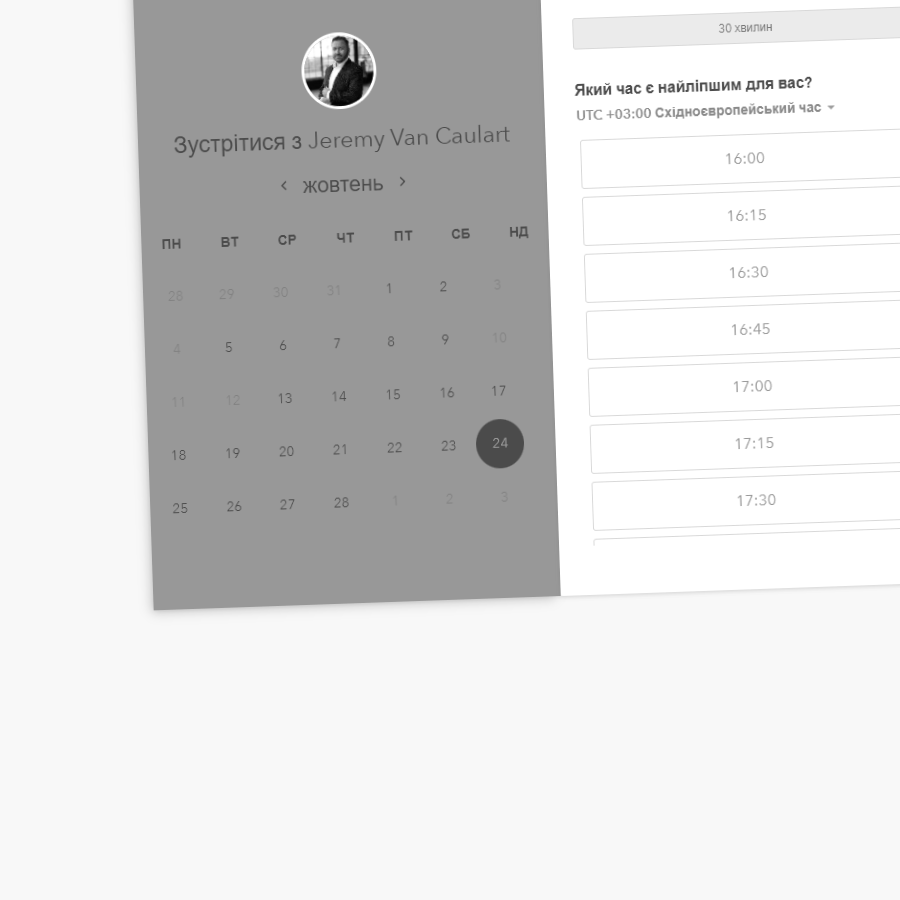 Зустрітися з Jeremy Van Caulart
‹ жовтень ›
ПН ВТ СР ЧТ ПТ СБ НД
28 29 30 31 1 2 3
4 5 6 7 8 9 10
11 12 13 14 15 16 17
18 19 20 21 22 23 24
25 26 27 28 1 2 3
30 хвилин
Який час є найліпшим для вас?
UTC +03:00 Східноєвропейський час
16:00
16:15
16:30
16:45
17:00
17:15
17:30